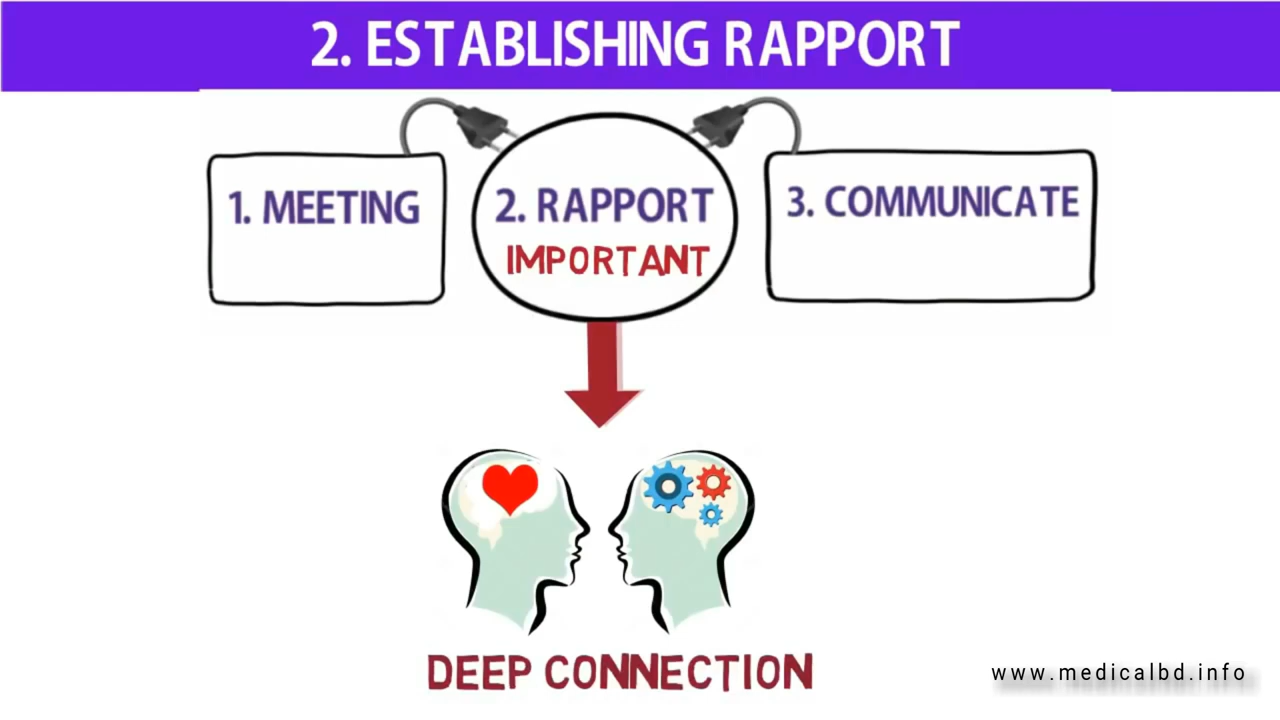 2. ESTABLISHING RAPPORT
1. MEETING
2. RAPPORT
IMPORTANT
3. COMMUNICATE
DEEP CONNECTION
www.medicalbd.info